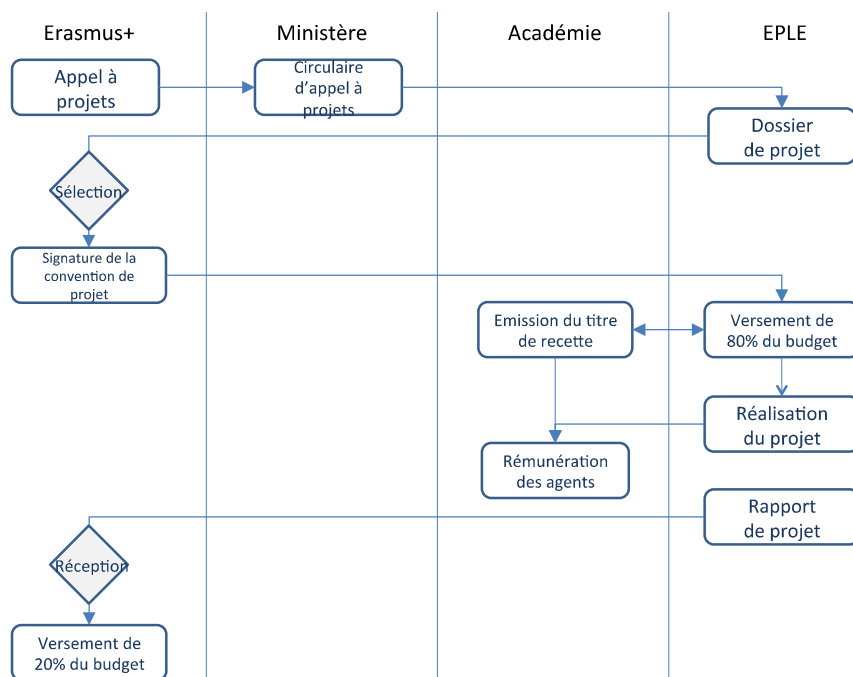 Erasmus+
Ministère
Académie
EPLE
Appel à
projets
Circulaire
d’appel à
projets
Dossier
de projet
Sélection
Signature de la
convention de
projet
Emission du titre
de recette
Versement de
80% du budget
Réalisation
du projet
Rémunération
des agents
Rapport
de projet
Réception
Versement de
20% du budget